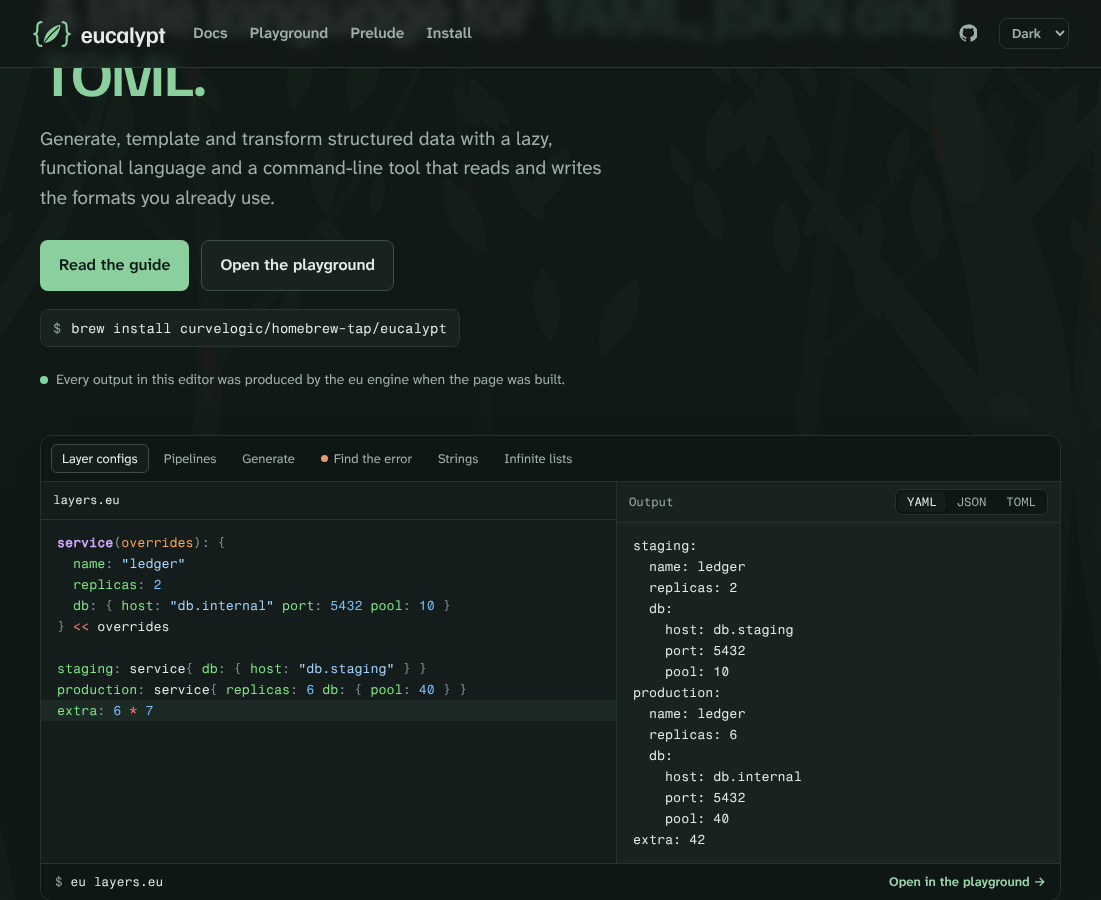 A little language for YAML, JSON and
eucalypt Docs Playground Prelude Install Dark
TOML.
Generate, template and transform structured data with a lazy,
functional language and a command-line tool that reads and writes
the formats you already use.
Read the guide Open the playground
$ brew install curvelogic/homebrew-tap/eucalypt
Every output in this editor was produced by the eu engine when the page was built.
Layer configs Pipelines Generate Find the error Strings Infinite lists
layers.eu
Output YAML JSON TOML
service(overrides): {
  name: "ledger"
  replicas: 2
  db: { host: "db.internal" port: 5432 pool: 10 }
} << overrides
staging: service{ db: { host: "db.staging" } }
production: service{ replicas: 6 db: { pool: 40 } }
extra: 6 * 7
staging:
  name: ledger
  replicas: 2
  db:
    host: db.staging
    port: 5432
    pool: 10
production:
  name: ledger
  replicas: 6
  db:
    host: db.internal
    port: 5432
    pool: 40
extra: 42
$ eu layers.eu
Open in the playground →